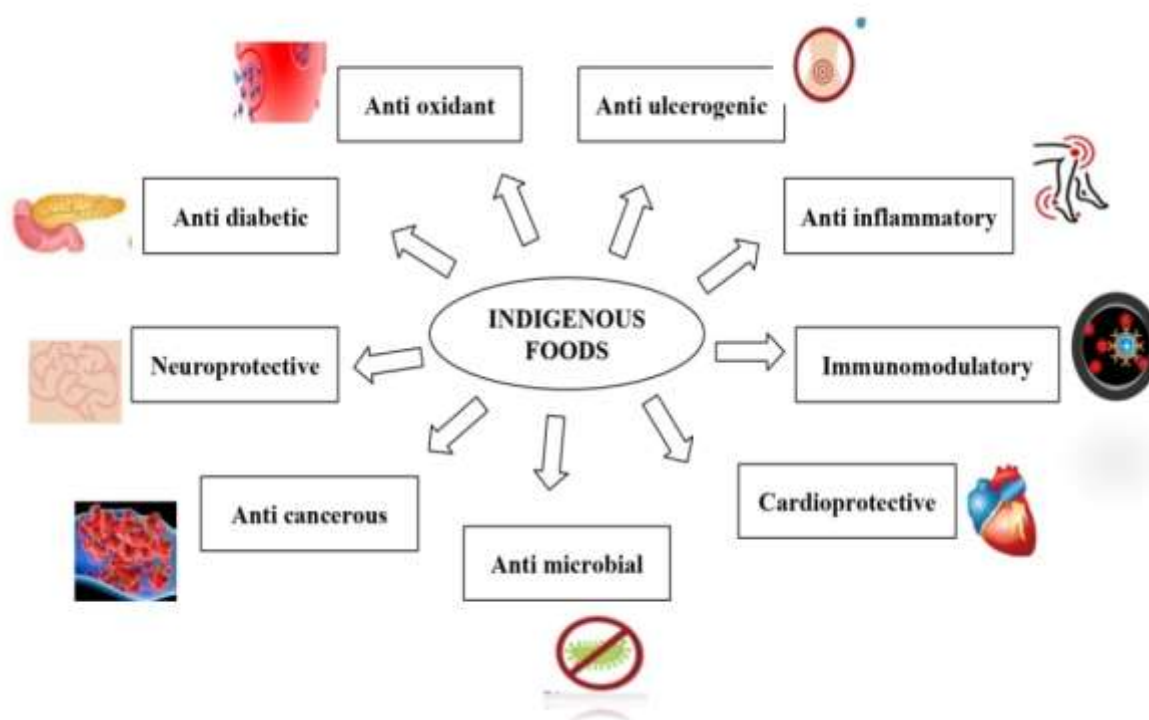 Anti oxidant
Anti ulcerogenic
Anti diabetic
Anti inflammatory
INDIGENOUS
FOODS
Neuroprotective
Immunomodulatory
Anti cancerous
Cardioprotective
Anti microbial